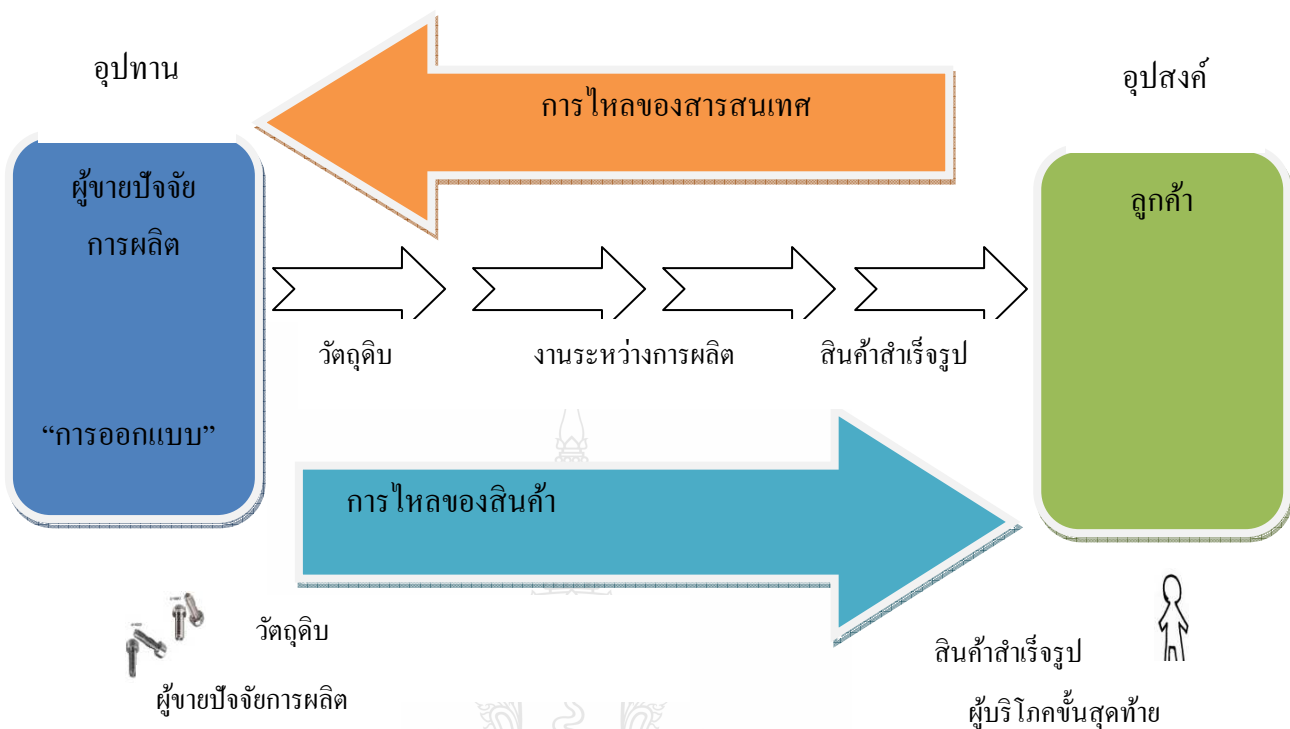 อุปทาน
อุปสงค์
การไหลของสารสนเทศ
ผู้ขายปัจจัย
การผลิต
ลูกค้า
วัตถุดิบ
งานระหว่างการผลิต
สินค้าสำเร็จรูป
“การออกแบบ”
การไหลของสินค้า
วัตถุดิบ
สินค้าสำเร็จรูป
ผู้ขายปัจจัยการผลิต
ผู้บริโภคขั้นสุดท้าย